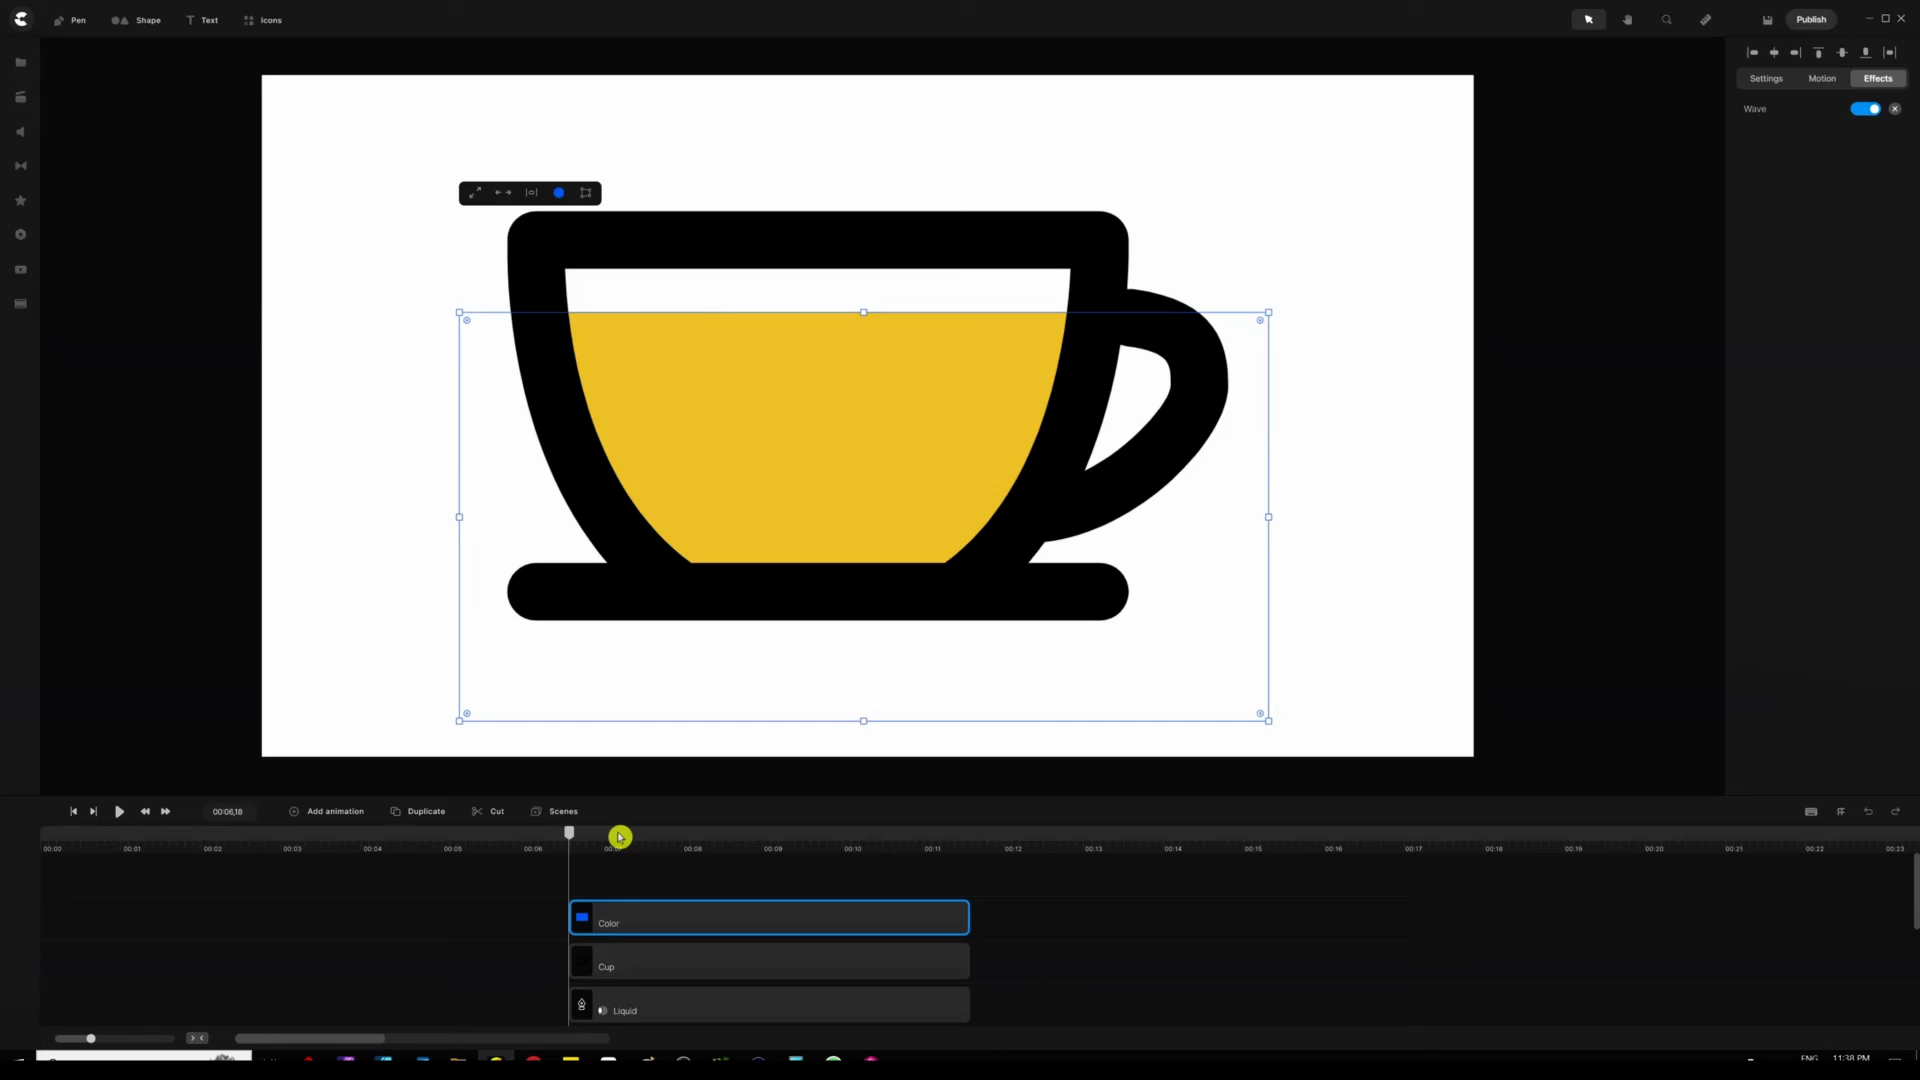 Pen Shape Text Icons Publish
Settings Motion Effects
Wave
00:06,18 Add animation Duplicate Cut Scenes
00:00 00:01 00:02 00:03 00:04 00:05 00:06 00:07 00:08 00:09 00:10 00:11 00:12 00:13 00:14 00:15 00:16 00:17 00:18 00:19 00:20 00:21 00:22 00:23
Color
Cup
Liquid
ENG 11:38 PM